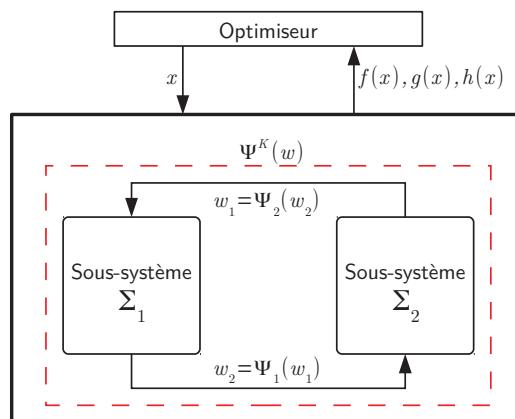 Optimiseur
x
f(x), g(x), h(x)
Ψ^K(w)
w_1=Ψ_2(w_2)
Sous-système
Σ_1
Sous-système
Σ_2
w_2=Ψ_1(w_1)